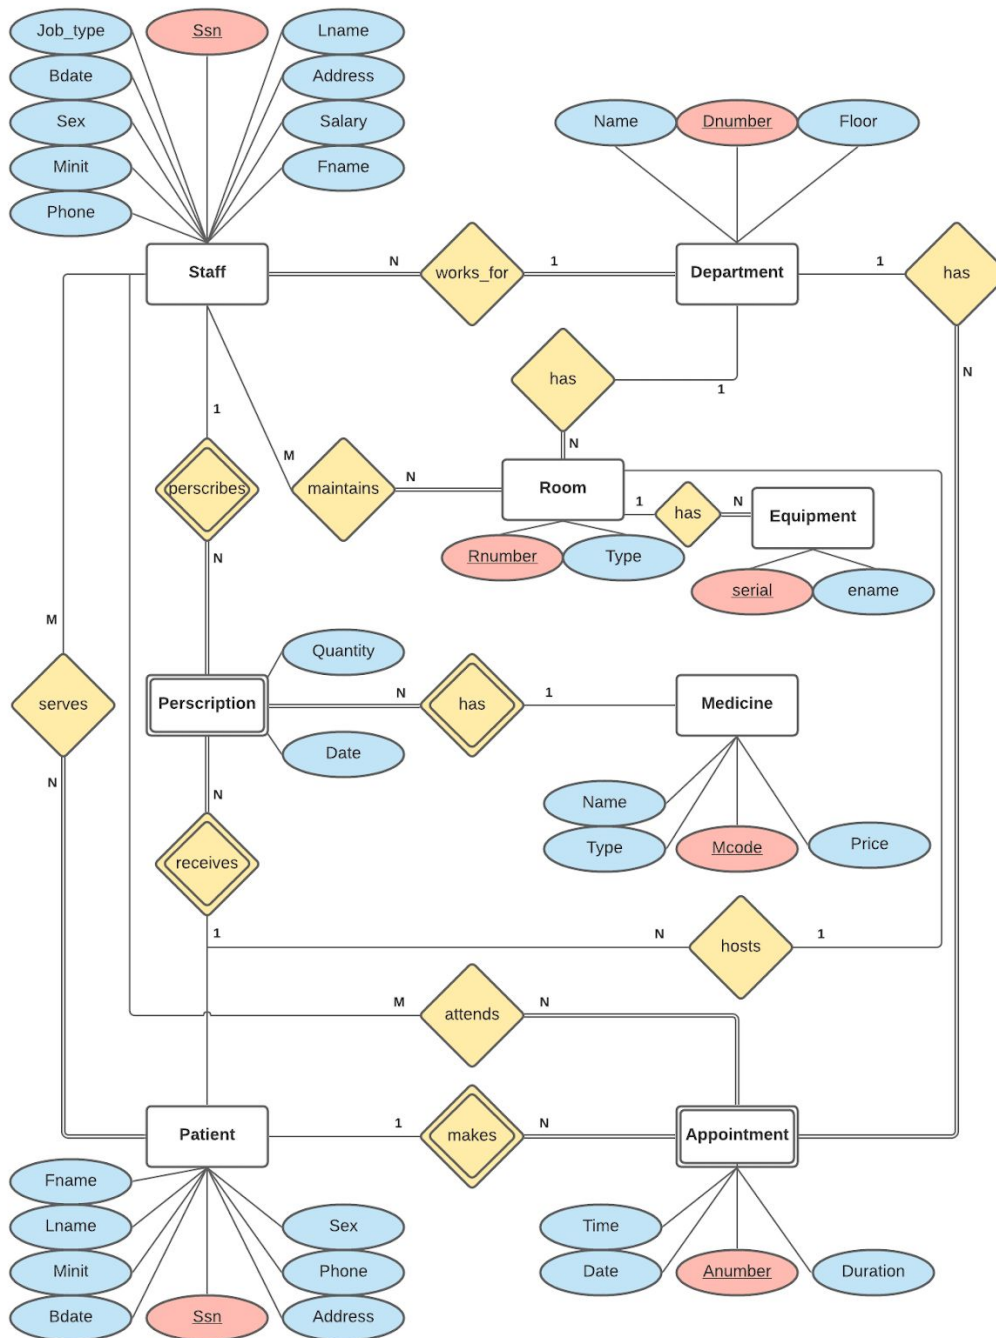 Job_type
Ssn
Lname
Bdate
Address
Sex
Salary
Minit
Fname
Phone
Name
Dnumber
Floor
Staff
N
works_for
1
Department
1
has
N
has
1
N
1
perscribes
N
M
maintains
N
Room
1
has
N
Equipment
Rnumber
Type
serial
ename
M
serves
N
Quantity
Perscription
N
has
1
Medicine
Date
N
receives
1
Name
Type
Mcode
Price
N
hosts
1
M
attends
N
Patient
1
makes
N
Appointment
Fname
Lname
Sex
Minit
Phone
Bdate
Ssn
Address
Time
Date
Anumber
Duration